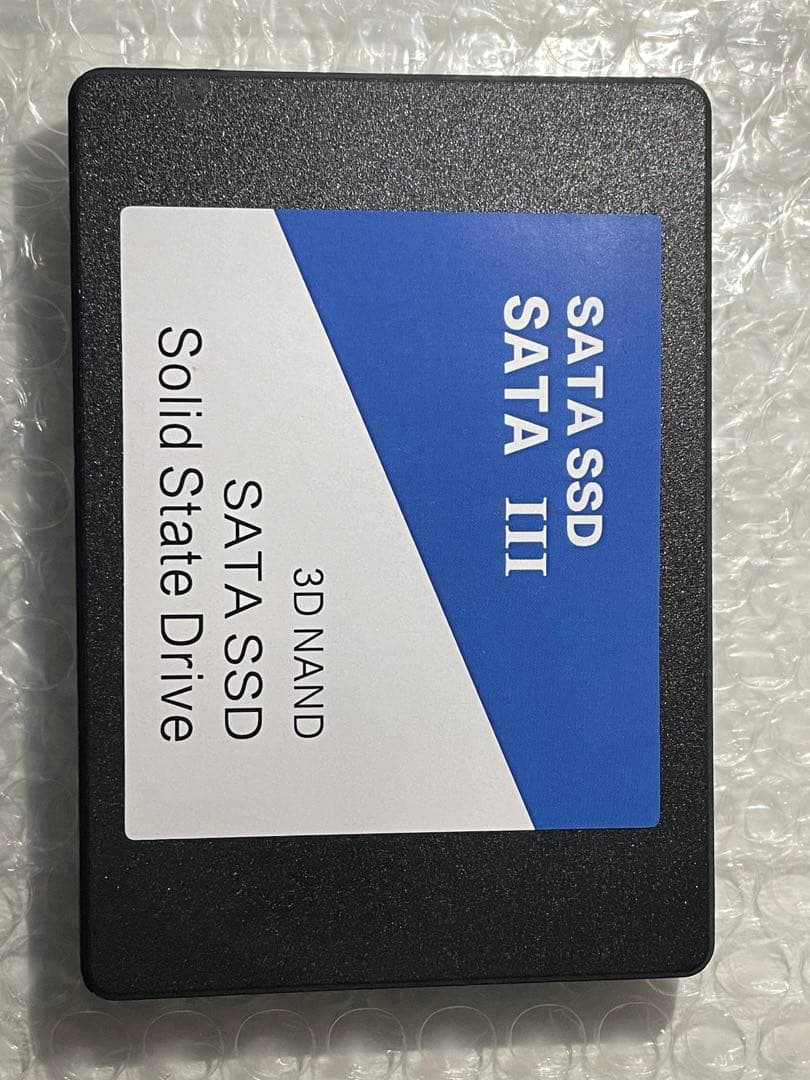 SATA SSD
SATA III
3D NAND
SATA SSD
Solid State Drive